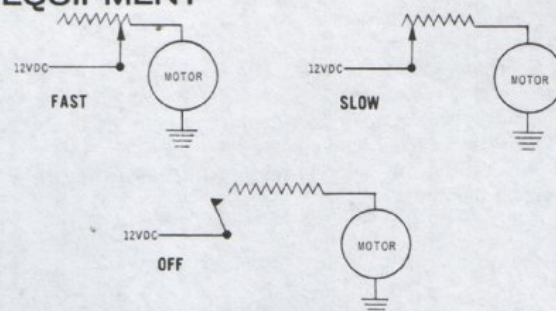 EQUIPMENT
12VDC
MOTOR
FAST
12VDC
MOTOR
SLOW
12VDC
MOTOR
OFF